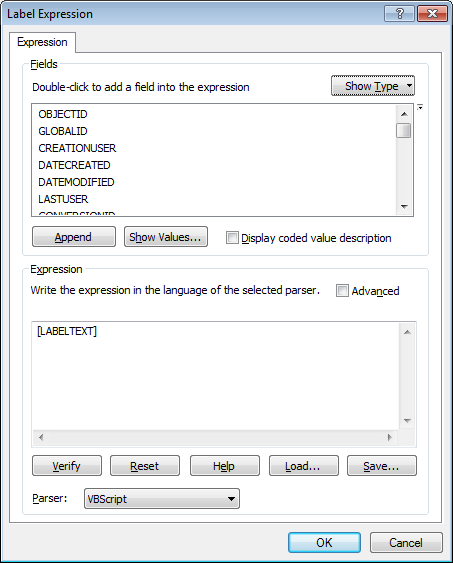 Label Expression
Expression
Fields
Double-click to add a field into the expression
Show Type
OBJECTID
GLOBALID
CREATIONUSER
DATECREATED
DATEMODIFIED
LASTUSER
CONVERSIONID
Append
Show Values...
Display coded value description
Expression
Write the expression in the language of the selected parser.
Advanced
[LABELTEXT]
Verify
Reset
Help
Load...
Save...
Parser:
VBScript
OK
Cancel